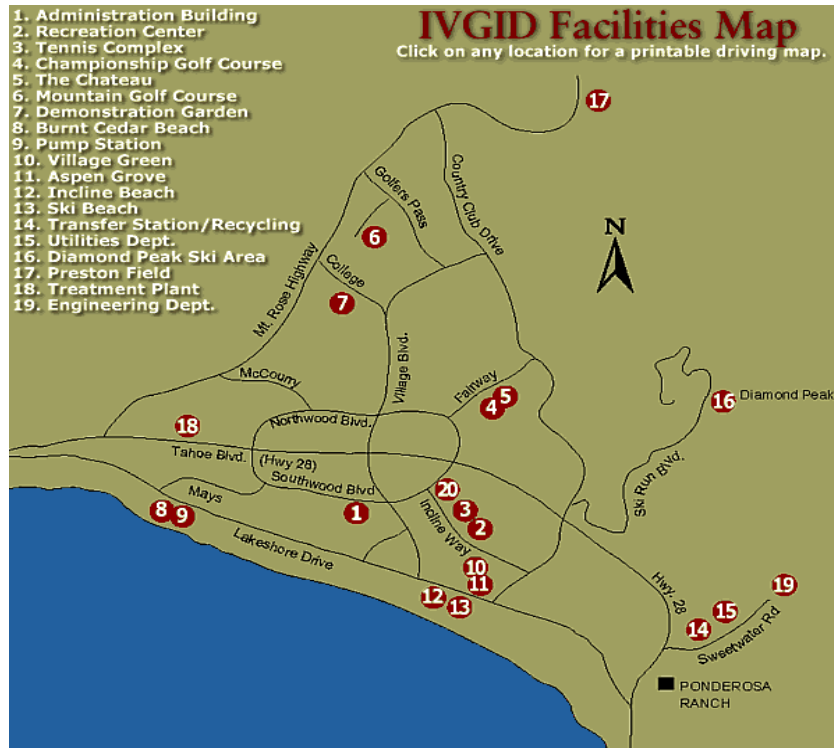 IVGID Facilities Map
Click on any location for a printable driving map.
1. Administration Building
2. Recreation Center
3. Tennis Complex
4. Championship Golf Course
5. The Chateau
6. Mountain Golf Course
7. Demonstration Garden
8. Burnt Cedar Beach
9. Pump Station
10. Village Green
11. Aspen Grove
12. Incline Beach
13. Ski Beach
14. Transfer Station/Recycling
15. Utilities Dept.
16. Diamond Peak Ski Area
17. Preston Field
18. Treatment Plant
19. Engineering Dept.
17
Golfers Pass
Country Club Drive
N
6
College
Mt. Rose Highway
7
Village Blvd.
McCourry
Fairway
5
4
16
Diamond Peak
18
Northwood Blvd.
Tahoe Blvd. (Hwy 28)
Ski Run Blvd.
Southwood Blvd
Mays
20
3
2
1
8
9
Incline Way
Lakeshore Drive
10
11
12
13
Hwy. 28
19
15
14
Sweetwater Rd
PONDEROSA
RANCH